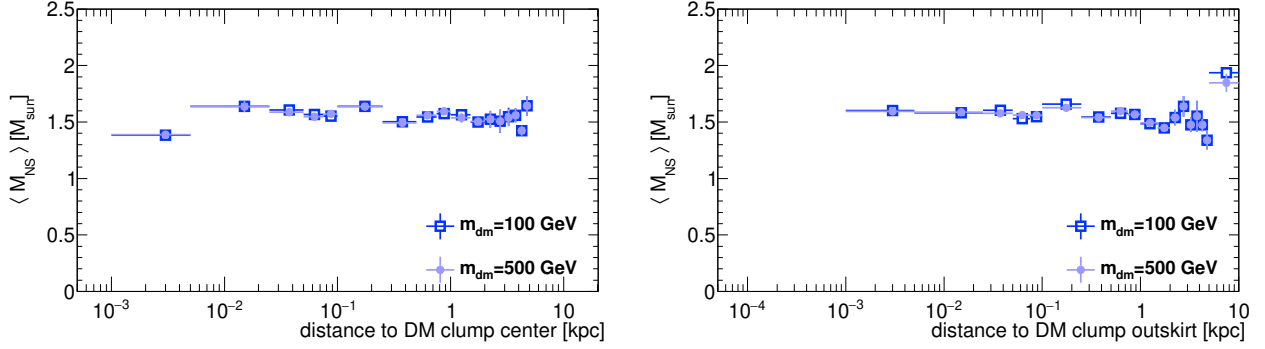 ⟨ M_NS ⟩ [M_sun]
2.5
2
1.5
1
0.5
0
m_dm=100 GeV
m_dm=500 GeV
10⁻³ 10⁻² 10⁻¹ 1 10
distance to DM clump center [kpc]
⟨ M_NS ⟩ [M_sun]
2.5
2
1.5
1
0.5
0
m_dm=100 GeV
m_dm=500 GeV
10⁻⁴ 10⁻³ 10⁻² 10⁻¹ 1 10
distance to DM clump outskirt [kpc]